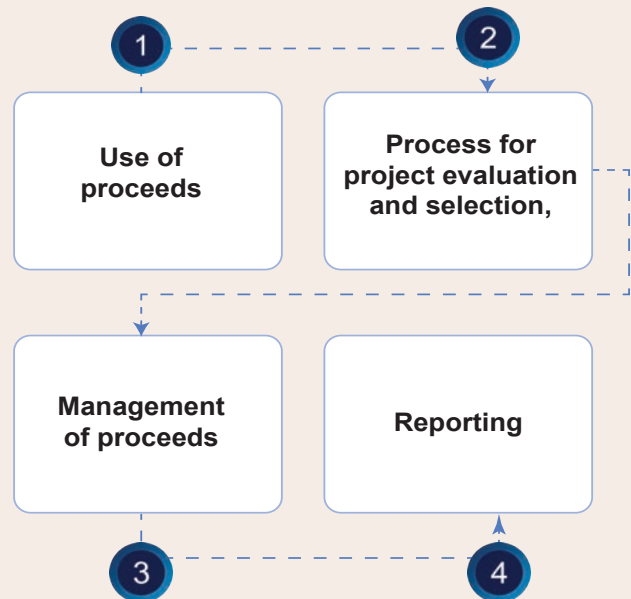 1
2
Use of
proceeds
Process for
project evaluation
and selection,
Management
of proceeds
Reporting
3
4